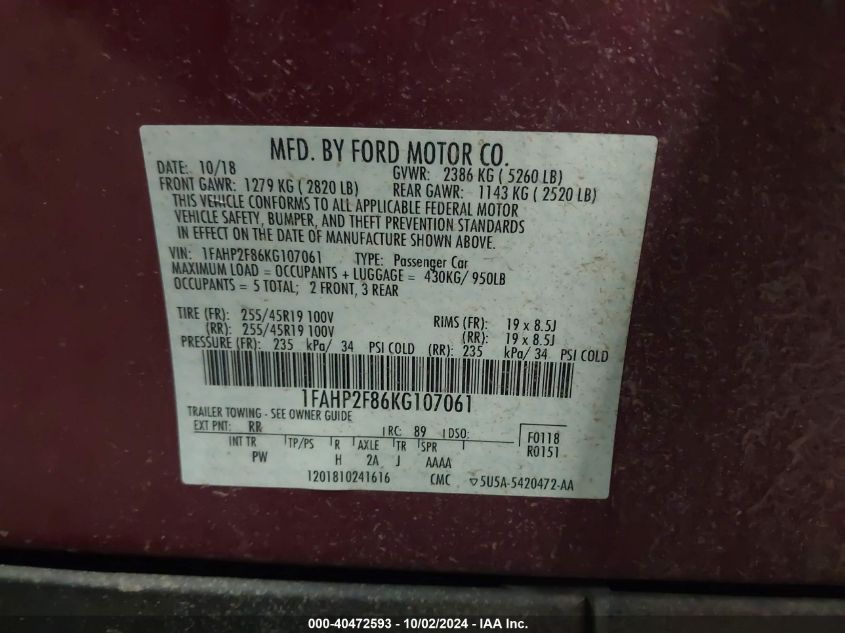 MFD. BY FORD MOTOR CO.
DATE: 10/18 GVWR: 2386 KG ( 5260 LB)
FRONT GAWR: 1279 KG ( 2820 LB) REAR GAWR: 1143 KG ( 2520 LB)
THIS VEHICLE CONFORMS TO ALL APPLICABLE FEDERAL MOTOR
VEHICLE SAFETY, BUMPER, AND THEFT PREVENTION STANDARDS
IN EFFECT ON THE DATE OF MANUFACTURE SHOWN ABOVE.
VIN: 1FAHP2F86KG107061 TYPE: Passenger Car
MAXIMUM LOAD = OCCUPANTS + LUGGAGE = 430KG/ 950LB
OCCUPANTS = 5 TOTAL; 2 FRONT, 3 REAR
TIRE (FR): 255/45R19 100V RIMS (FR): 19 x 8.5J
(RR): 255/45R19 100V (RR): 19 x 8.5J
PRESSURE (FR): 235 kPa/ 34 PSI COLD (RR): 235 kPa/ 34 PSI COLD
1FAHP2F86KG107061
TRAILER TOWING - SEE OWNER GUIDE
EXT PNT: RR RC: 89 DSO: F0118
INT TR TP/PS R AXLE TR SPR R0151
PW H 2A J AAAA
1201810241616 CMC ▽5U5A-5420472-AA
000-40472593 - 10/02/2024 - IAA Inc.